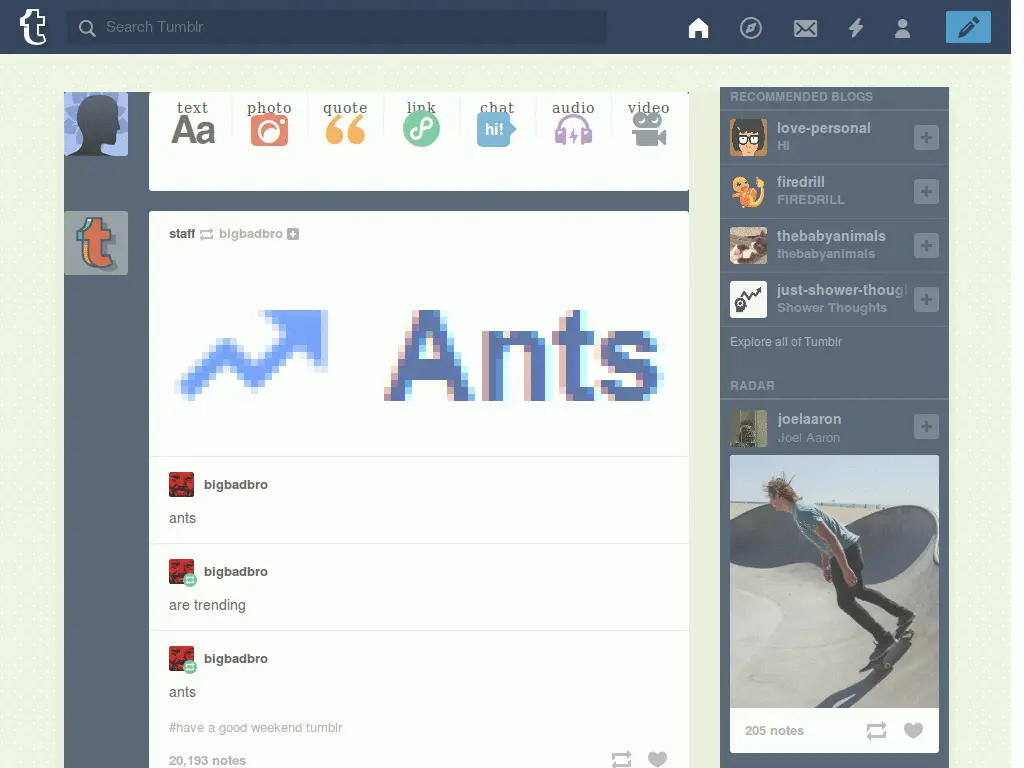 Search Tumblr
text photo quote link chat audio video
Aa
hi!
staff bigbadbro
Ants
bigbadbro
ants
bigbadbro
are trending
bigbadbro
ants
#have a good weekend tumblr
20,193 notes
RECOMMENDED BLOGS
love-personal
HI
firedrill
FIREDRILL
thebabyanimals
thebabyanimals
just-shower-thoug
Shower Thoughts
Explore all of Tumblr
RADAR
joelaaron
Joel Aaron
205 notes